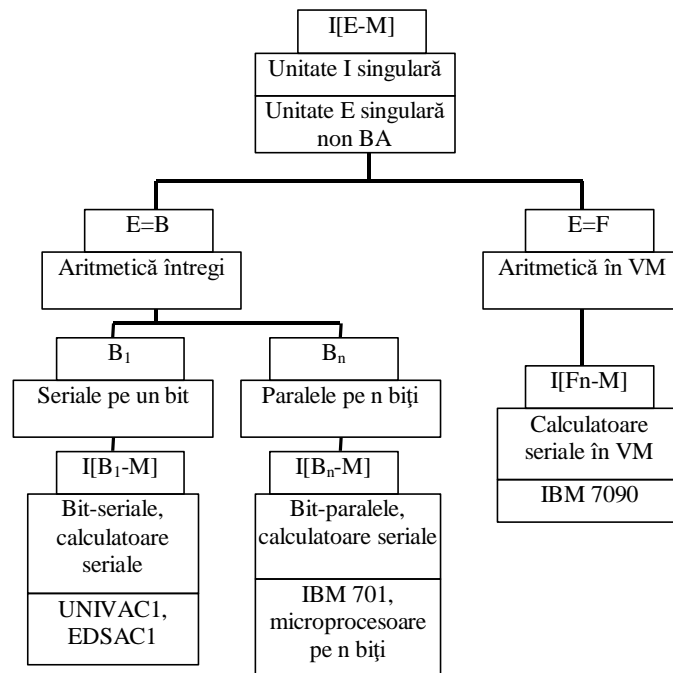 I[E-M]
Unitate I singulară
Unitate E singulară
non BA
E=B
Aritmetică întregi
E=F
Aritmetică în VM
B₁
Seriale pe un bit
Bₙ
Paralele pe n biţi
I[B₁-M]
Bit-seriale,
calculatoare
seriale
UNIVAC1,
EDSAC1
I[Bₙ-M]
Bit-paralele,
calculatoare seriale
IBM 701,
microprocesoare
pe n biţi
I[Fn-M]
Calculatoare
seriale în VM
IBM 7090